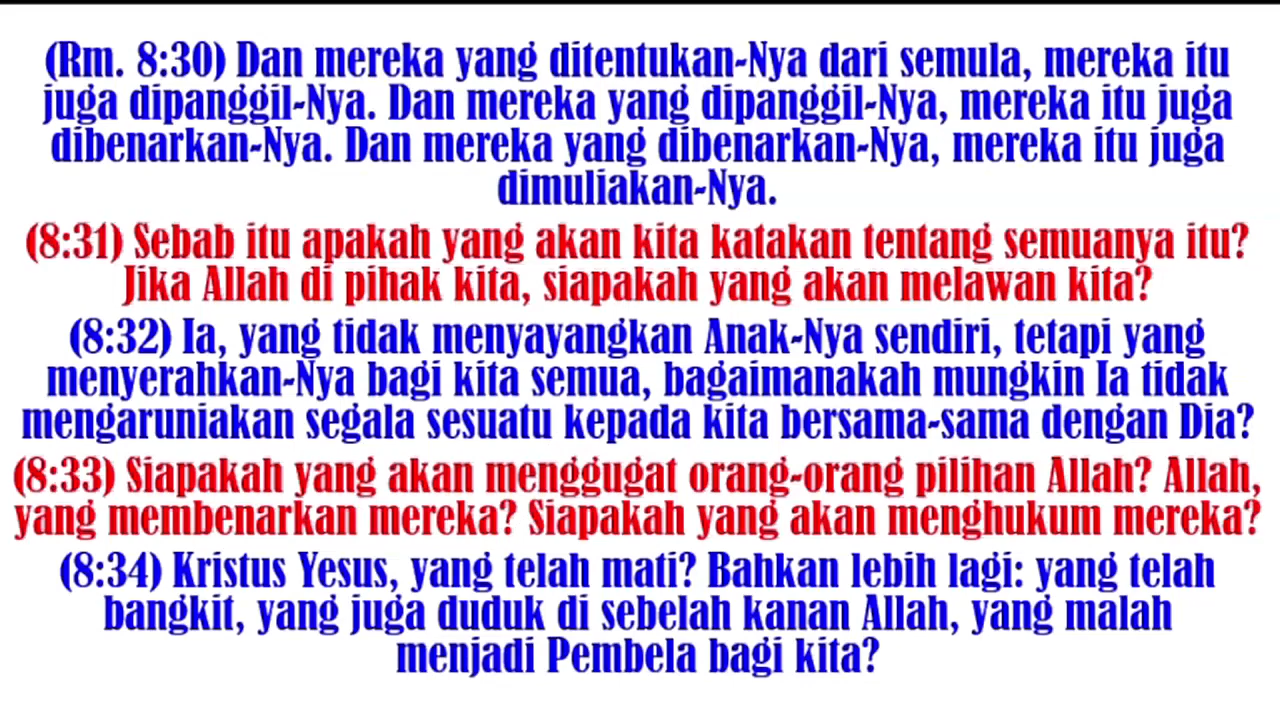 (Rm. 8:30) Dan mereka yang ditentukan-Nya dari semula, mereka itu
juga dipanggil-Nya. Dan mereka yang dipanggil-Nya, mereka itu juga
dibenarkan-Nya. Dan mereka yang dibenarkan-Nya, mereka itu juga
dimuliakan-Nya.
(8:31) Sebab itu apakah yang akan kita katakan tentang semuanya itu?
Jika Allah di pihak kita, siapakah yang akan melawan kita?
(8:32) Ia, yang tidak menyayangkan Anak-Nya sendiri, tetapi yang
menyerahkan-Nya bagi kita semua, bagaimanakah mungkin Ia tidak
mengaruniakan segala sesuatu kepada kita bersama-sama dengan Dia?
(8:33) Siapakah yang akan menggugat orang-orang pilihan Allah? Allah,
yang membenarkan mereka? Siapakah yang akan menghukum mereka?
(8:34) Kristus Yesus, yang telah mati? Bahkan lebih lagi: yang telah
bangkit, yang juga duduk di sebelah kanan Allah, yang malah
menjadi Pembela bagi kita?